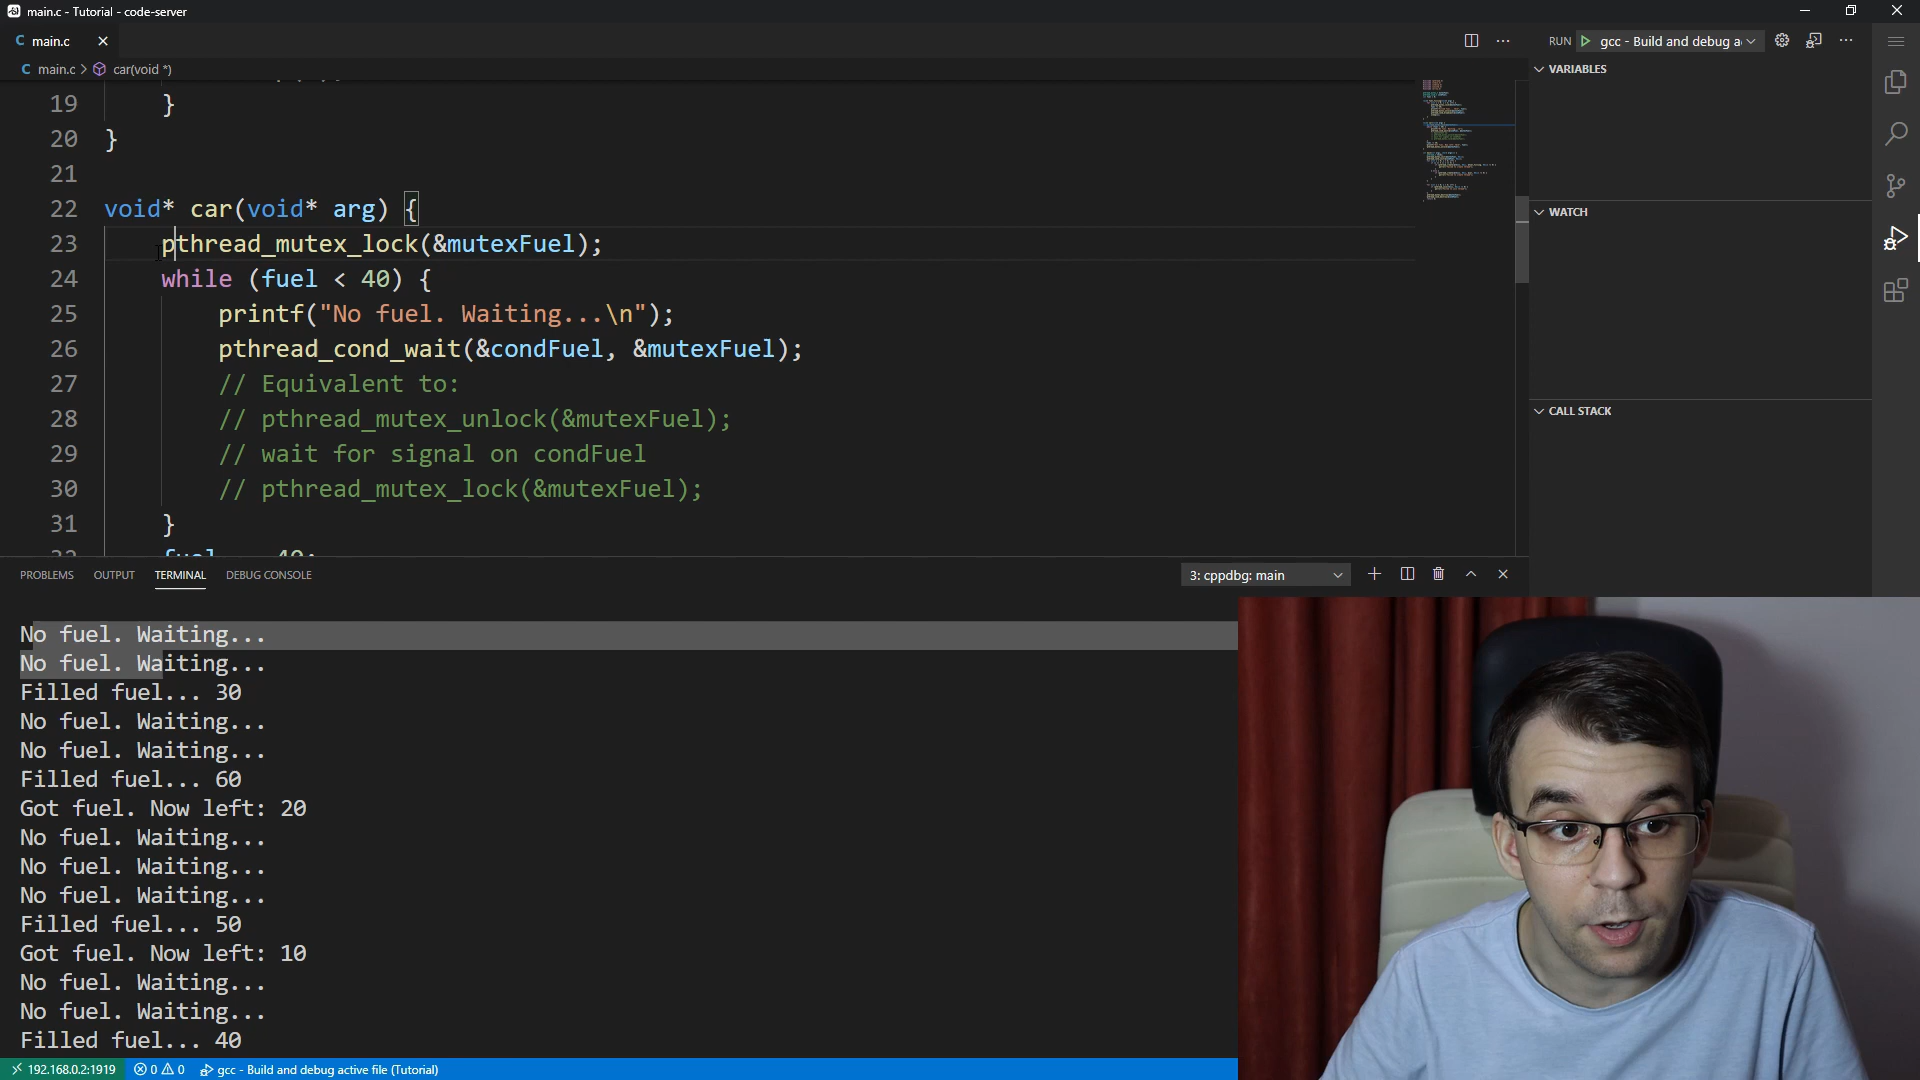 main.c - Tutorial - code-server
main.c
RUN gcc - Build and debug a
main.c > car(void *)
VARIABLES
19 }
20 }
21
22 void* car(void* arg) {
23 pthread_mutex_lock(&mutexFuel);
24 while (fuel < 40) {
25 printf("No fuel. Waiting...\n");
26 pthread_cond_wait(&condFuel, &mutexFuel);
27 // Equivalent to:
28 // pthread_mutex_unlock(&mutexFuel);
29 // wait for signal on condFuel
30 // pthread_mutex_lock(&mutexFuel);
31 }
WATCH
CALL STACK
PROBLEMS OUTPUT TERMINAL DEBUG CONSOLE
3: cppdbg: main
No fuel. Waiting...
No fuel. Waiting...
Filled fuel... 30
No fuel. Waiting...
No fuel. Waiting...
Filled fuel... 60
Got fuel. Now left: 20
No fuel. Waiting...
No fuel. Waiting...
No fuel. Waiting...
Filled fuel... 50
Got fuel. Now left: 10
No fuel. Waiting...
No fuel. Waiting...
Filled fuel... 40
192.168.0.2:1919 0 0 gcc - Build and debug active file (Tutorial)